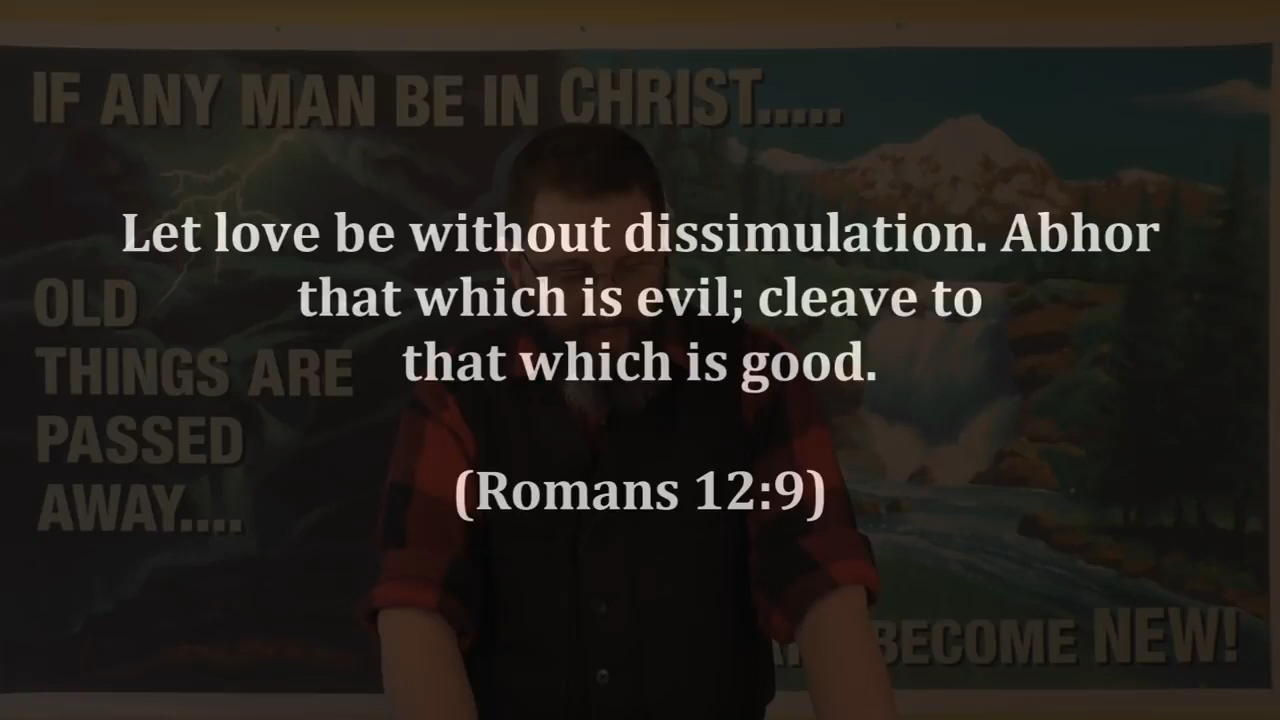 IF ANY MAN BE IN CHRIST.....
Let love be without dissimulation. Abhor
that which is evil; cleave to
that which is good.
(Romans 12:9)
OLD
THINGS ARE
PASSED
AWAY....
BECOME NEW!